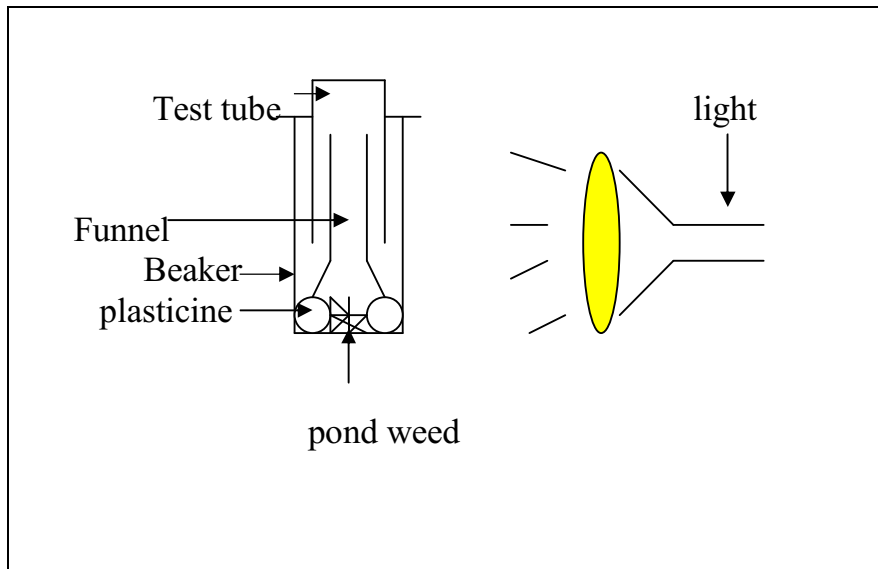 Test tube
light
Funnel
Beaker
plasticine
pond weed